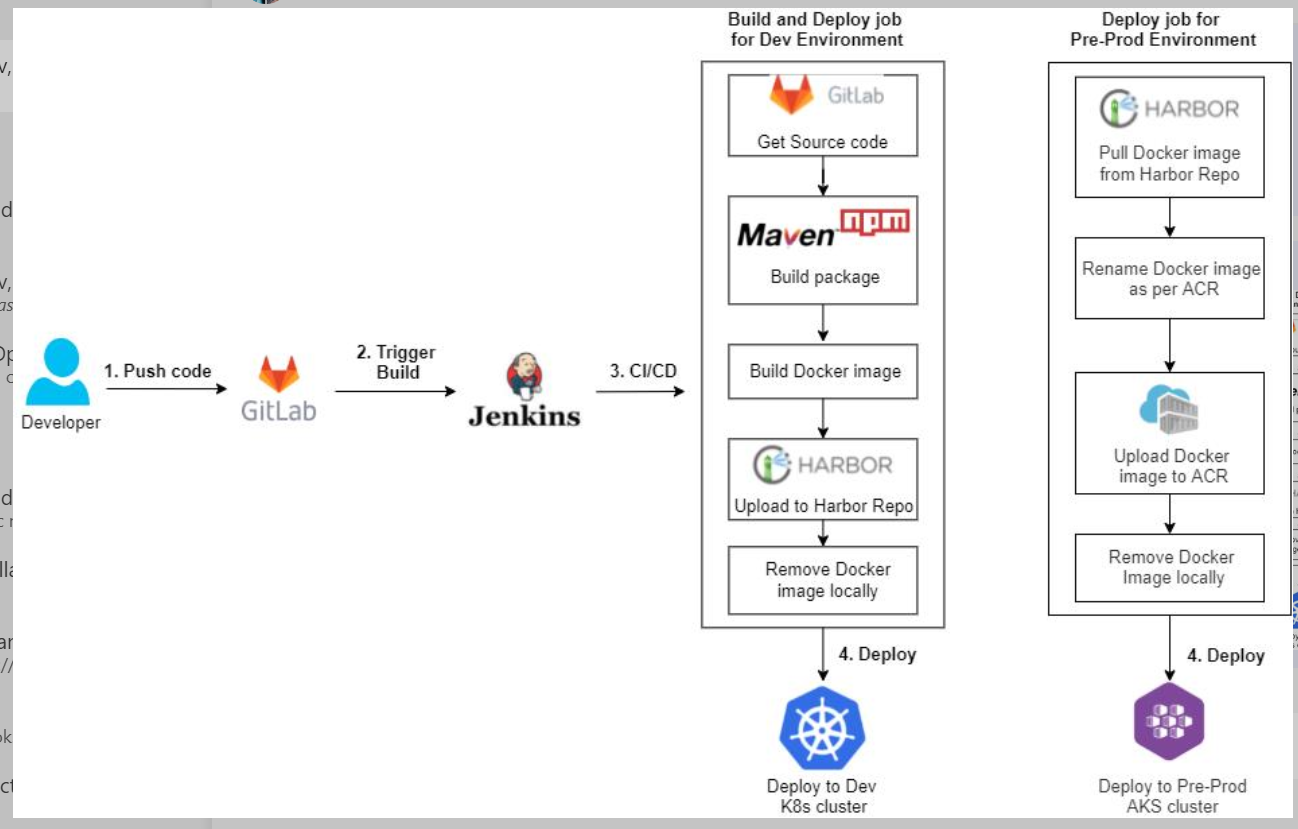 Build and Deploy job
for Dev Environment
GitLab
Get Source code
Maven npm
Build package
Build Docker image
HARBOR
Upload to Harbor Repo
Remove Docker
image locally
4. Deploy
Deploy to Dev
K8s cluster
Deploy job for
Pre-Prod Environment
HARBOR
Pull Docker image
from Harbor Repo
Rename Docker image
as per ACR
Upload Docker
image to ACR
Remove Docker
Image locally
4. Deploy
Deploy to Pre-Prod
AKS cluster
Developer
1. Push code
GitLab
2. Trigger
Build
Jenkins
3. CI/CD